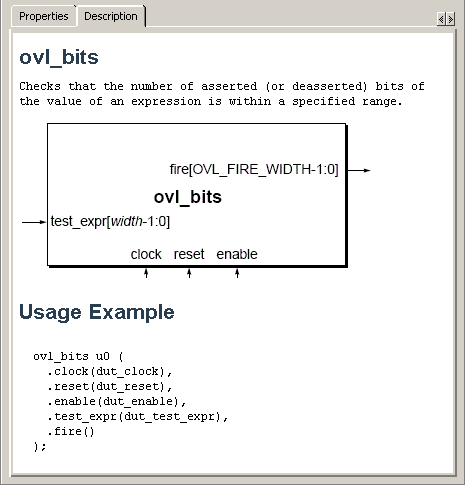 Properties Description
ovl_bits
Checks that the number of asserted (or deasserted) bits of
the value of an expression is within a specified range.
fire[OVL_FIRE_WIDTH-1:0]
ovl_bits
test_expr[width-1:0]
clock reset enable
Usage Example
ovl_bits u0 (
  .clock(dut_clock),
  .reset(dut_reset),
  .enable(dut_enable),
  .test_expr(dut_test_expr),
  .fire()
);